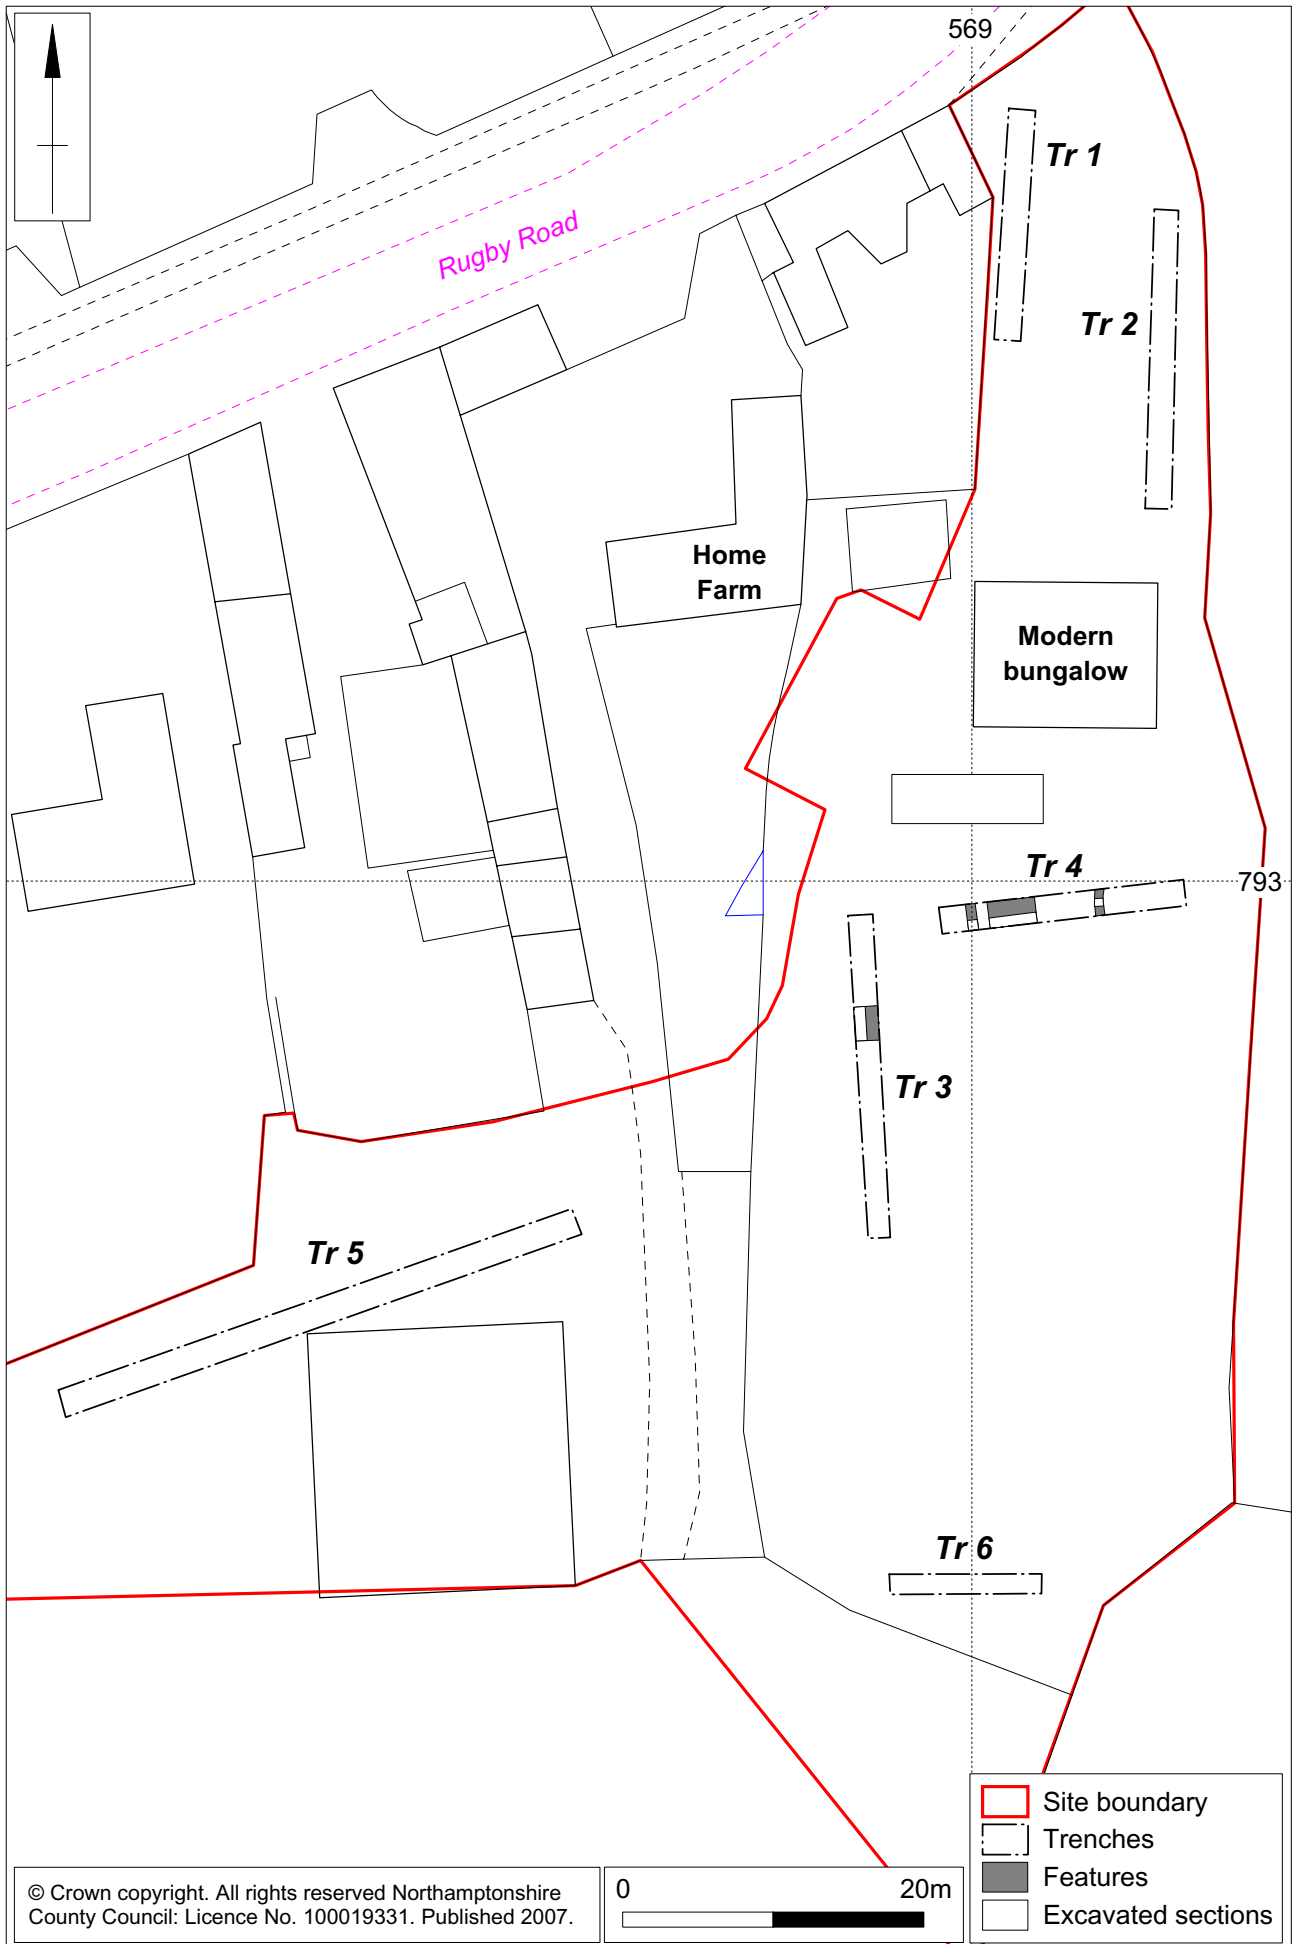 569
Tr 1
Rugby Road
Tr 2
Home
Farm
Modern
bungalow
Tr 4
793
Tr 3
Tr 5
Tr 6
Site boundary
Trenches
Features
Excavated sections
0 20m
© Crown copyright. All rights reserved Northamptonshire
County Council: Licence No. 100019331. Published 2007.